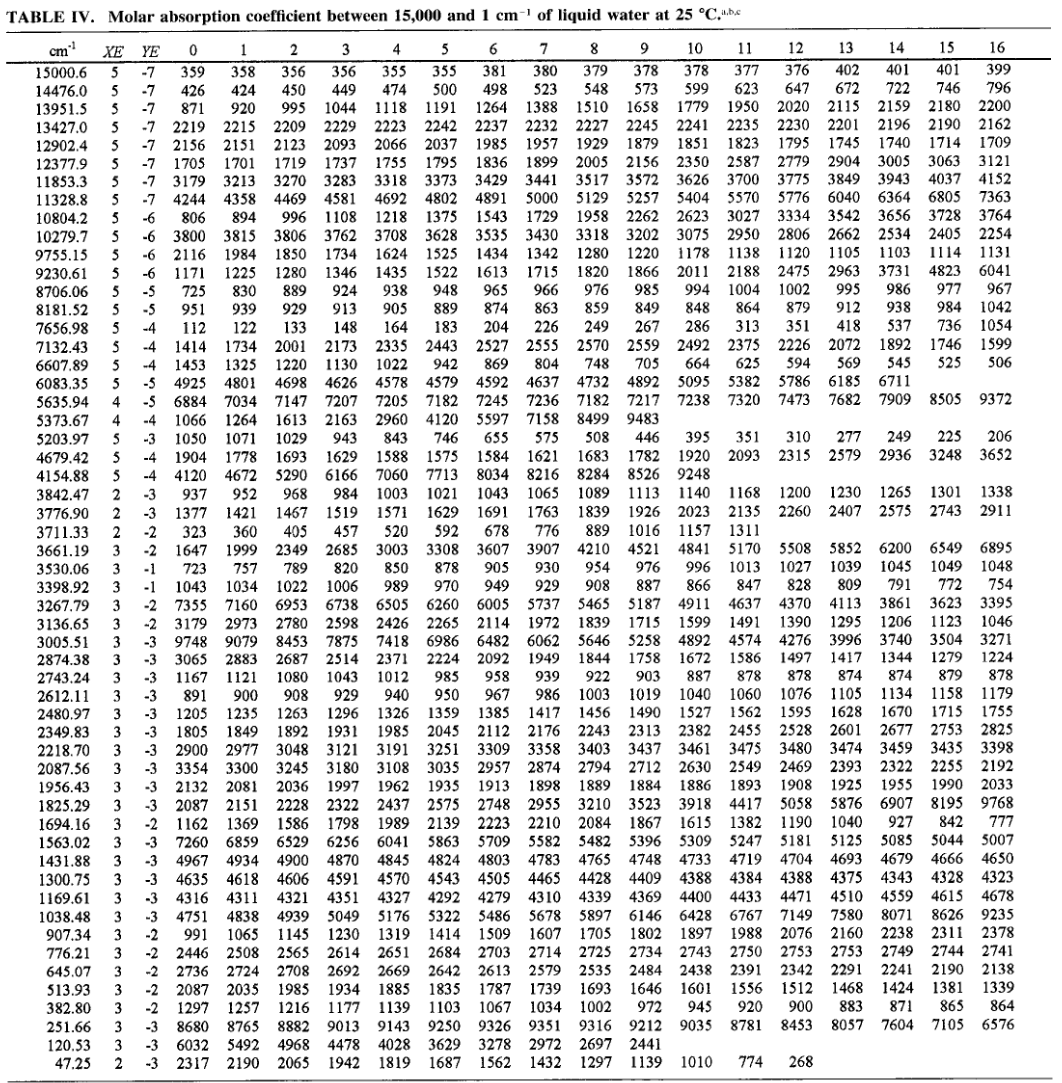 TABLE IV. Molar absorption coefficient between 15,000 and 1 cm⁻¹ of liquid water at 25 °C.ᵃ,ᵇ,ᶜ
cm⁻¹ XE YE 0 1 2 3 4 5 6 7 8 9 10 11 12 13 14 15 16
15000.6 5 -7 359 358 356 356 355 355 381 380 379 378 378 377 376 402 401 401 399
14476.0 5 -7 426 424 450 449 474 500 498 523 548 573 599 623 647 672 722 746 796
13951.5 5 -7 871 920 995 1044 1118 1191 1264 1388 1510 1658 1779 1950 2020 2115 2159 2180 2200
13427.0 5 -7 2219 2215 2209 2229 2223 2242 2237 2232 2227 2245 2241 2235 2230 2201 2196 2190 2162
12902.4 5 -7 2156 2151 2123 2093 2066 2037 1985 1957 1929 1879 1851 1823 1795 1745 1740 1714 1709
12377.9 5 -7 1705 1701 1719 1737 1755 1795 1836 1899 2005 2156 2350 2587 2779 2904 3005 3063 3121
11853.3 5 -7 3179 3213 3270 3283 3318 3373 3429 3441 3517 3572 3626 3700 3775 3849 3943 4037 4152
11328.8 5 -7 4244 4358 4469 4581 4692 4802 4891 5000 5129 5257 5404 5570 5776 6040 6364 6805 7363
10804.2 5 -6 806 894 996 1108 1218 1375 1543 1729 1958 2262 2623 3027 3334 3542 3656 3728 3764
10279.7 5 -6 3800 3815 3806 3762 3708 3628 3535 3430 3318 3202 3075 2950 2806 2662 2534 2405 2254
9755.15 5 -6 2116 1984 1850 1734 1624 1525 1434 1342 1280 1220 1178 1138 1120 1105 1103 1114 1131
9230.61 5 -6 1171 1225 1280 1346 1435 1522 1613 1715 1820 1866 2011 2188 2475 2963 3731 4823 6041
8706.06 5 -5 725 830 889 924 938 948 965 966 976 985 994 1004 1002 995 986 977 967
8181.52 5 -5 951 939 929 913 905 889 874 863 859 849 848 864 879 912 938 984 1042
7656.98 5 -4 112 122 133 148 164 183 204 226 249 267 286 313 351 418 537 736 1054
7132.43 5 -4 1414 1734 2001 2173 2335 2443 2527 2555 2570 2559 2492 2375 2226 2072 1892 1746 1599
6607.89 5 -4 1453 1325 1220 1130 1022 942 869 804 748 705 664 625 594 569 545 525 506
6083.35 5 -5 4925 4801 4698 4626 4578 4579 4592 4637 4732 4892 5095 5382 5786 6185 6711
5635.94 4 -5 6884 7034 7147 7207 7205 7182 7245 7236 7182 7217 7238 7320 7473 7682 7909 8505 9372
5373.67 4 -4 1066 1264 1613 2163 2960 4120 5597 7158 8499 9483
5203.97 5 -3 1050 1071 1029 943 843 746 655 575 508 446 395 351 310 277 249 225 206
4679.42 5 -4 1904 1778 1693 1629 1588 1575 1584 1621 1683 1782 1920 2093 2315 2579 2936 3248 3652
4154.88 5 -4 4120 4672 5290 6166 7060 7713 8034 8216 8284 8526 9248
3842.47 2 -3 937 952 968 984 1003 1021 1043 1065 1089 1113 1140 1168 1200 1230 1265 1301 1338
3776.90 2 -3 1377 1421 1467 1519 1571 1629 1691 1763 1839 1926 2023 2135 2260 2407 2575 2743 2911
3711.33 2 -2 323 360 405 457 520 592 678 776 889 1016 1157 1311
3661.19 3 -2 1647 1999 2349 2685 3003 3308 3607 3907 4210 4521 4841 5170 5508 5852 6200 6549 6895
3530.06 3 -1 723 757 789 820 850 878 905 930 954 976 996 1013 1027 1039 1045 1049 1048
3398.92 3 -1 1043 1034 1022 1006 989 970 949 929 908 887 866 847 828 809 791 772 754
3267.79 3 -2 7355 7160 6953 6738 6505 6260 6005 5737 5465 5187 4911 4637 4370 4113 3861 3623 3395
3136.65 3 -2 3179 2973 2780 2598 2426 2265 2114 1972 1839 1715 1599 1491 1390 1295 1206 1123 1046
3005.51 3 -3 9748 9079 8453 7875 7418 6986 6482 6062 5646 5258 4892 4574 4276 3996 3740 3504 3271
2874.38 3 -3 3065 2883 2687 2514 2371 2224 2092 1949 1844 1758 1672 1586 1497 1417 1344 1279 1224
2743.24 3 -3 1167 1121 1080 1043 1012 985 958 939 922 903 887 878 878 874 874 879 878
2612.11 3 -3 891 900 908 929 940 950 967 986 1003 1019 1040 1060 1076 1105 1134 1158 1179
2480.97 3 -3 1205 1235 1263 1296 1326 1359 1385 1417 1456 1490 1527 1562 1595 1628 1670 1715 1755
2349.83 3 -3 1805 1849 1892 1931 1985 2045 2112 2176 2243 2313 2382 2455 2528 2601 2677 2753 2825
2218.70 3 -3 2900 2977 3048 3121 3191 3251 3309 3358 3403 3437 3461 3475 3480 3474 3459 3435 3398
2087.56 3 -3 3354 3300 3245 3180 3108 3035 2957 2874 2794 2712 2630 2549 2469 2393 2322 2255 2192
1956.43 3 -3 2132 2081 2036 1997 1962 1935 1913 1898 1889 1884 1886 1893 1908 1925 1955 1990 2033
1825.29 3 -3 2087 2151 2228 2322 2437 2575 2748 2955 3210 3523 3918 4417 5058 5876 6907 8195 9768
1694.16 3 -2 1162 1369 1586 1798 1989 2139 2223 2210 2084 1867 1615 1382 1190 1040 927 842 777
1563.02 3 -3 7260 6859 6529 6256 6041 5863 5709 5582 5482 5396 5309 5247 5181 5125 5085 5044 5007
1431.88 3 -3 4967 4934 4900 4870 4845 4824 4803 4783 4765 4748 4733 4719 4704 4693 4679 4666 4650
1300.75 3 -3 4635 4618 4606 4591 4570 4543 4505 4465 4428 4409 4388 4384 4388 4375 4343 4328 4323
1169.61 3 -3 4316 4311 4321 4351 4327 4292 4279 4310 4339 4369 4400 4433 4471 4510 4559 4615 4678
1038.48 3 -3 4751 4838 4939 5049 5176 5322 5486 5678 5897 6146 6428 6767 7149 7580 8071 8626 9235
907.34 3 -2 991 1065 1145 1230 1319 1414 1509 1607 1705 1802 1897 1988 2076 2160 2238 2311 2378
776.21 3 -2 2446 2508 2565 2614 2651 2684 2703 2714 2725 2734 2743 2750 2753 2753 2749 2744 2741
645.07 3 -2 2736 2724 2708 2692 2669 2642 2613 2579 2535 2484 2438 2391 2342 2291 2241 2190 2138
513.93 3 -2 2087 2035 1985 1934 1885 1835 1787 1739 1693 1646 1601 1556 1512 1468 1424 1381 1339
382.80 3 -2 1297 1257 1216 1177 1139 1103 1067 1034 1002 972 945 920 900 883 871 865 864
251.66 3 -3 8680 8765 8882 9013 9143 9250 9326 9351 9316 9212 9035 8781 8453 8057 7604 7105 6576
120.53 3 -3 6032 5492 4968 4478 4028 3629 3278 2972 2697 2441
47.25 2 -3 2317 2190 2065 1942 1819 1687 1562 1432 1297 1139 1010 774 268